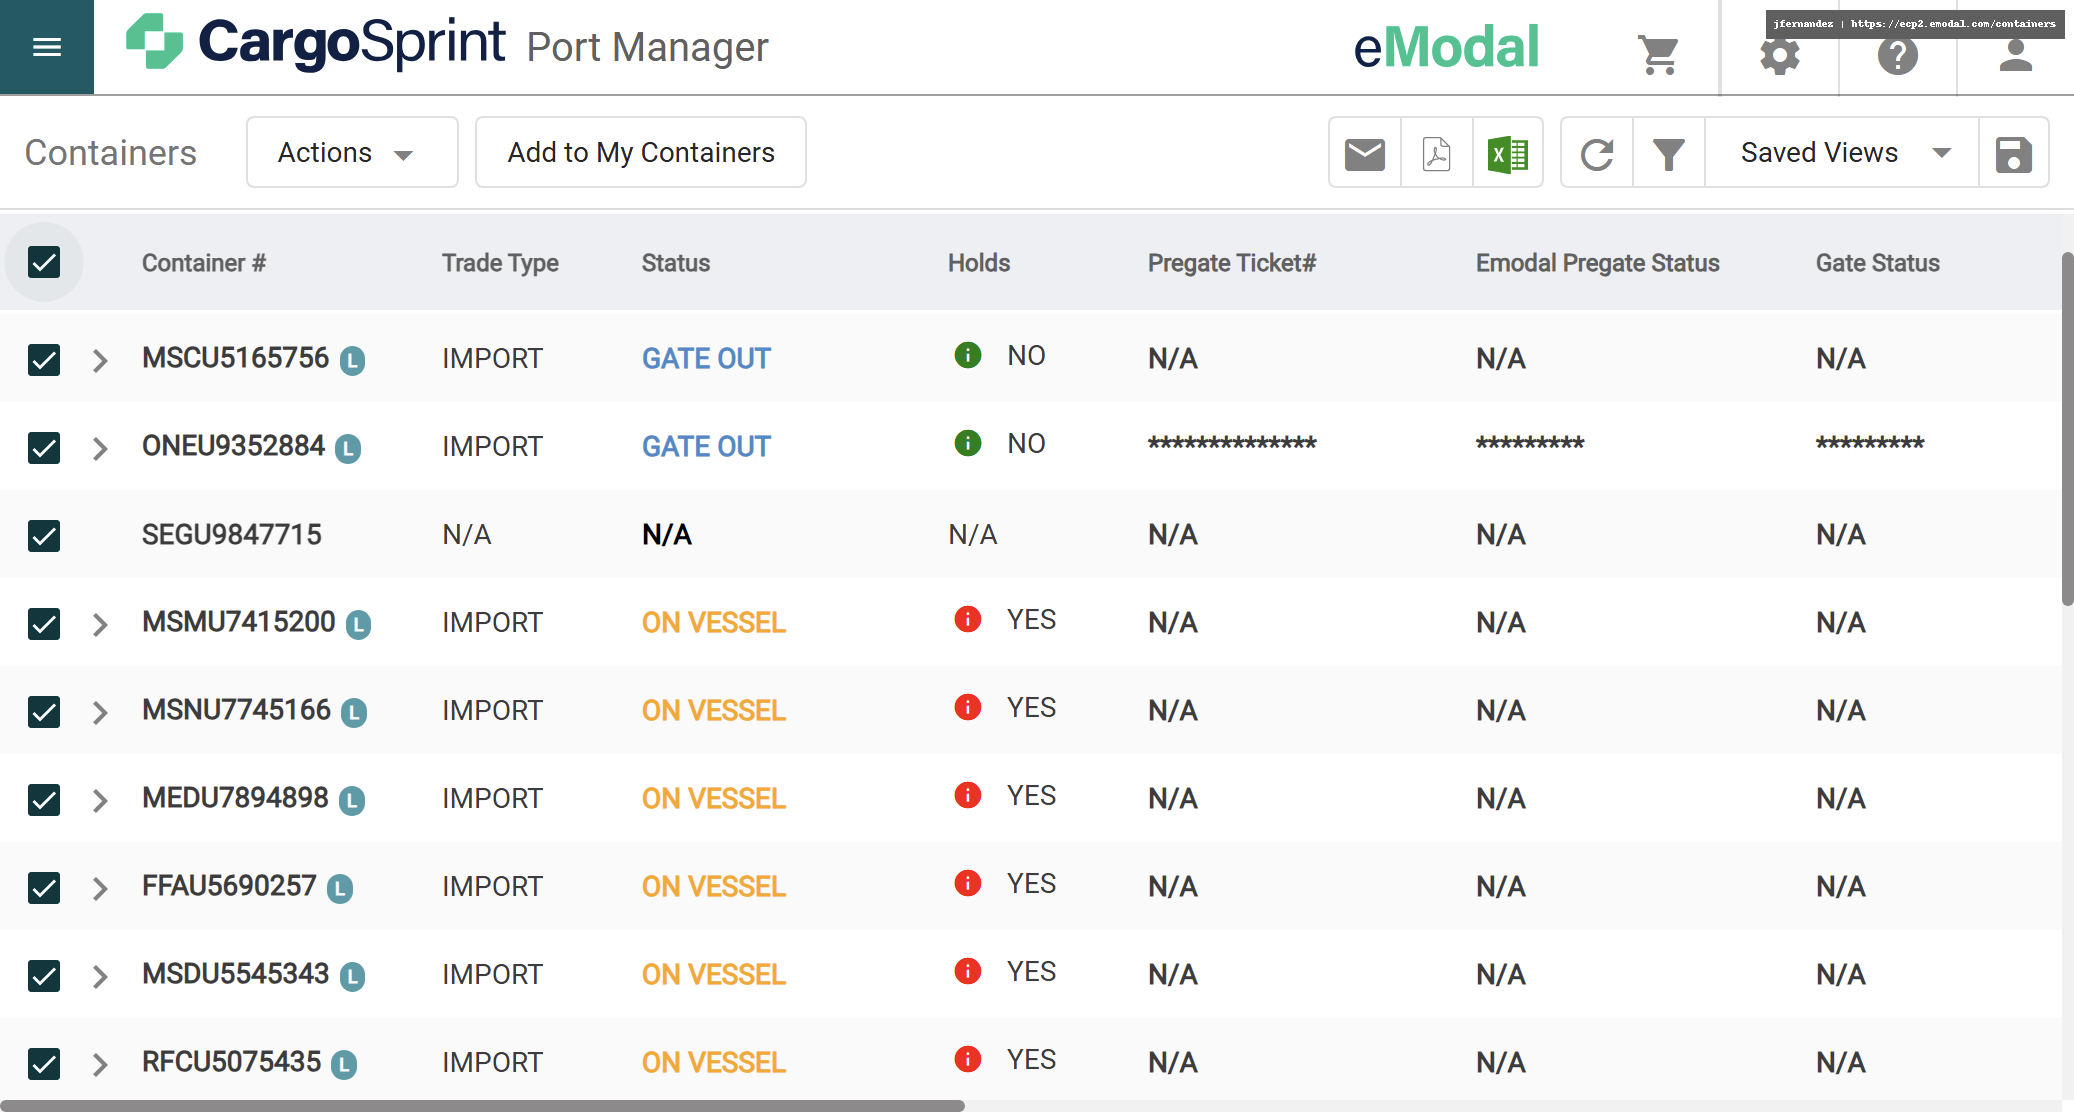 CargoSprint Port Manager
eModal
jfernandez | https://ecp2.emodal.com/containers
Containers
Actions
Add to My Containers
Saved Views
Container # Trade Type Status Holds Pregate Ticket# Emodal Pregate Status Gate Status
MSCU5165756 L IMPORT GATE OUT NO N/A N/A N/A
ONEU9352884 L IMPORT GATE OUT NO ************** ********* *********
SEGU9847715 N/A N/A N/A N/A N/A N/A
MSMU7415200 L IMPORT ON VESSEL YES N/A N/A N/A
MSNU7745166 L IMPORT ON VESSEL YES N/A N/A N/A
MEDU7894898 L IMPORT ON VESSEL YES N/A N/A N/A
FFAU5690257 L IMPORT ON VESSEL YES N/A N/A N/A
MSDU5545343 L IMPORT ON VESSEL YES N/A N/A N/A
RFCU5075435 L IMPORT ON VESSEL YES N/A N/A N/A